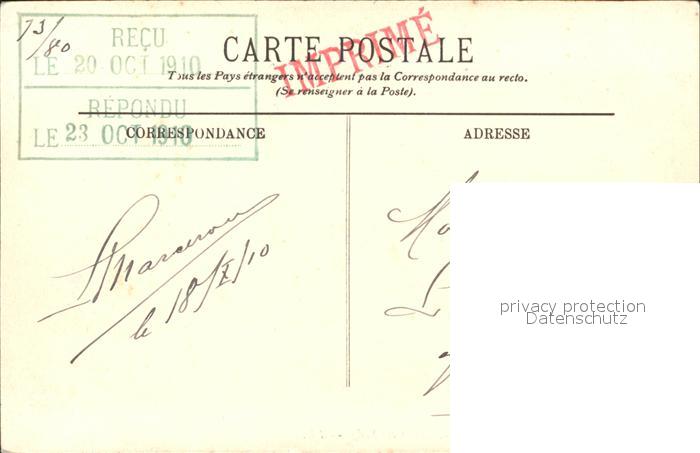 73/80
REÇU
LE 20 OCT 1910
RÉPONDU
LE 23 OCT 1910
IMPRIMÉ
CARTE POSTALE
Tous les Pays étrangers n'acceptent pas la Correspondance au recto.
(Se renseigner à la Poste).
CORRESPONDANCE
ADRESSE
le 18/X/10
privacy protection
Datenschutz